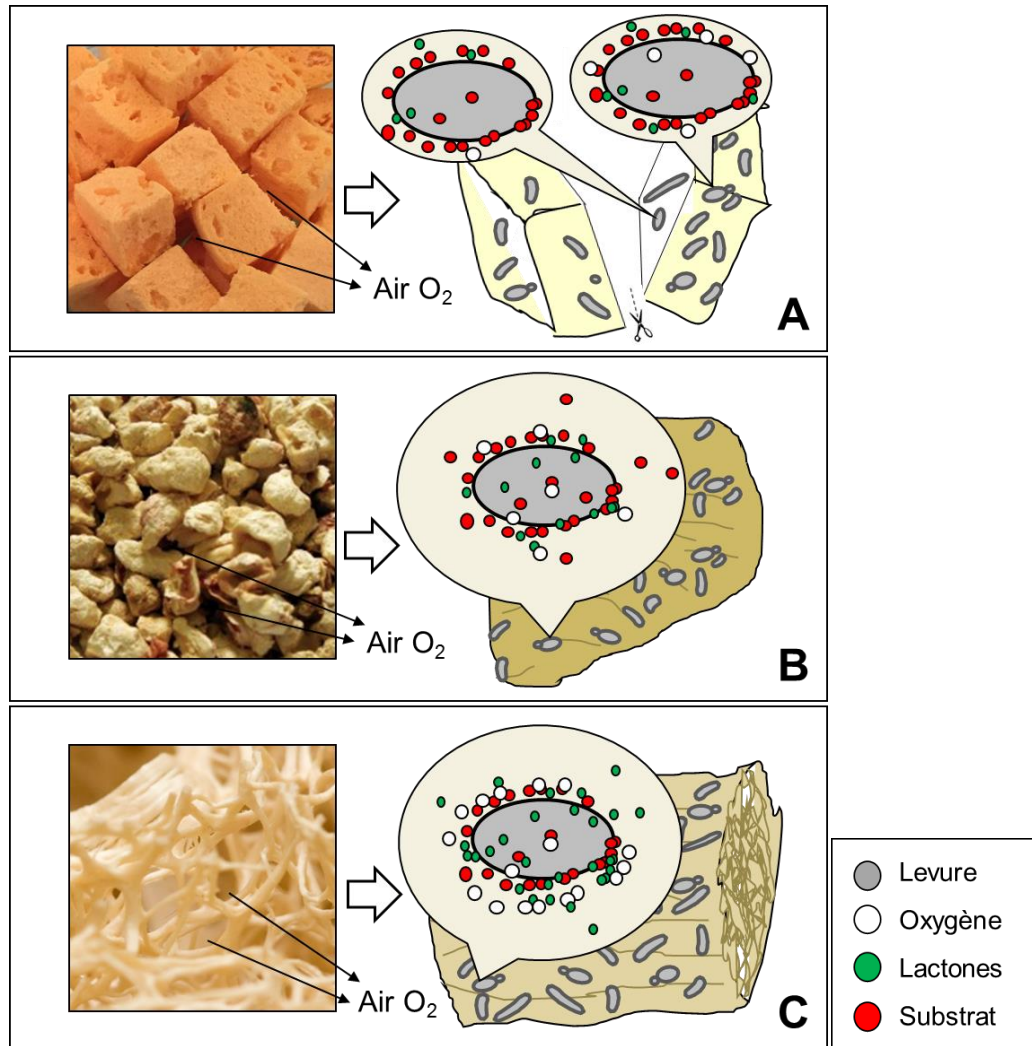 Air O₂
A
Air O₂
B
Air O₂
C
Levure
Oxygène
Lactones
Substrat